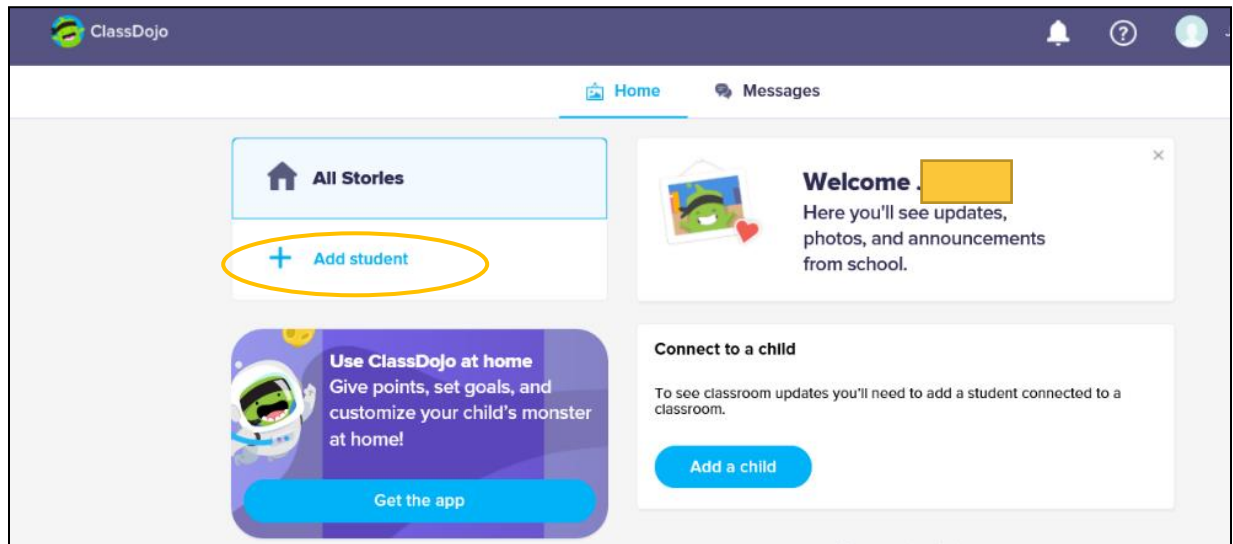 ClassDojo
Home
Messages
All Stories
Add student
Welcome
Here you'll see updates,
photos, and announcements
from school.
Use ClassDojo at home
Give points, set goals, and
customize your child's monster
at home!
Get the app
Connect to a child
To see classroom updates you'll need to add a student connected to a
classroom.
Add a child